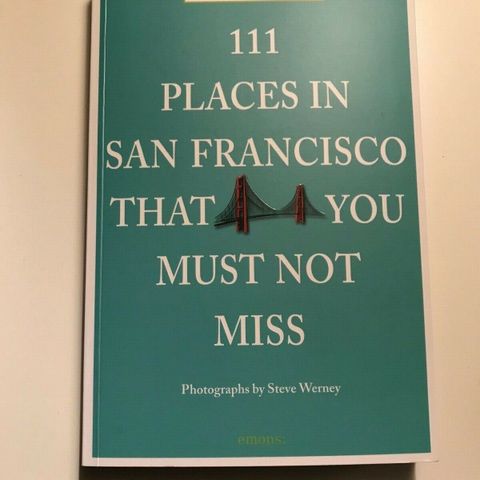 111
PLACES IN
SAN FRANCISCO
THAT YOU
MUST NOT
MISS
Photographs by Steve Werney
emons: